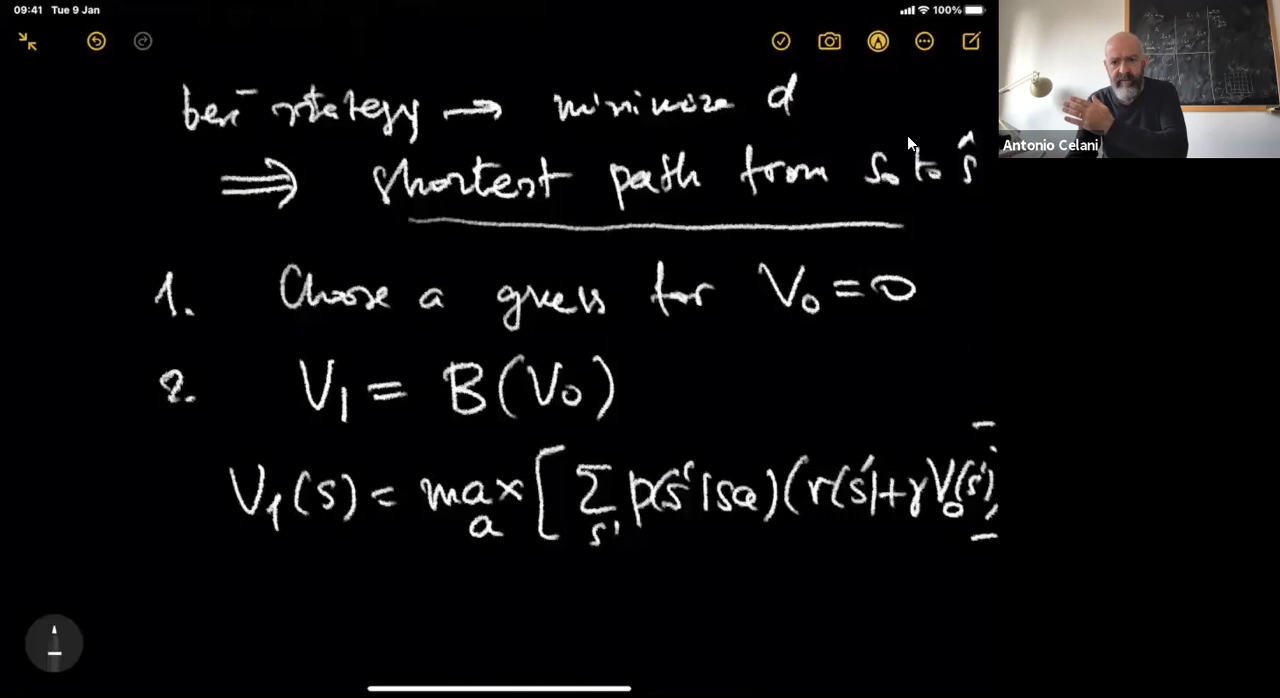 09:41 Tue 9 Jan
100%
Antonio Celani
best strategy → minimize d
⟹ shortest path from s₀ to ŝ
1. Choose a guess for V₀ = 0
2. V₁ = B(V₀)
V₁(s) = max_a [ Σ_s' p(s'|sa)(r(s')+γV₀(s')) ]